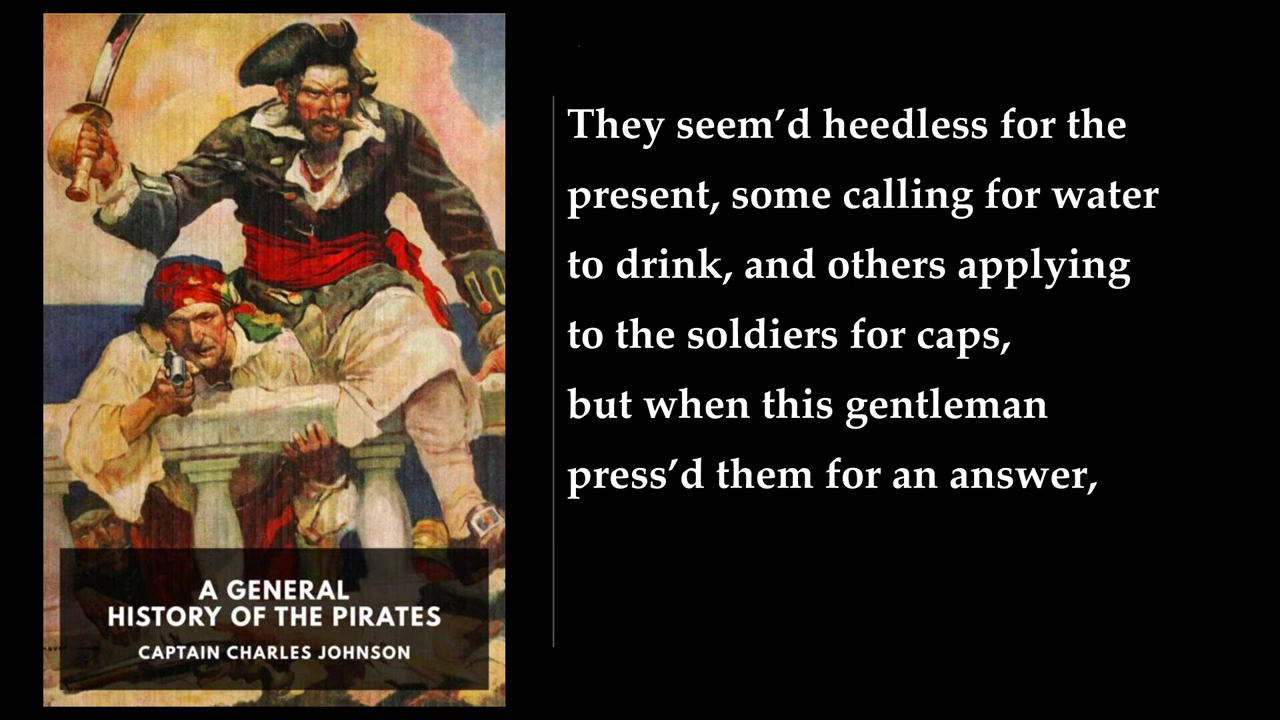 They seem’d heedless for the
present, some calling for water
to drink, and others applying
to the soldiers for caps,
but when this gentleman
press’d them for an answer,
A GENERAL
HISTORY OF THE PIRATES
CAPTAIN CHARLES JOHNSON